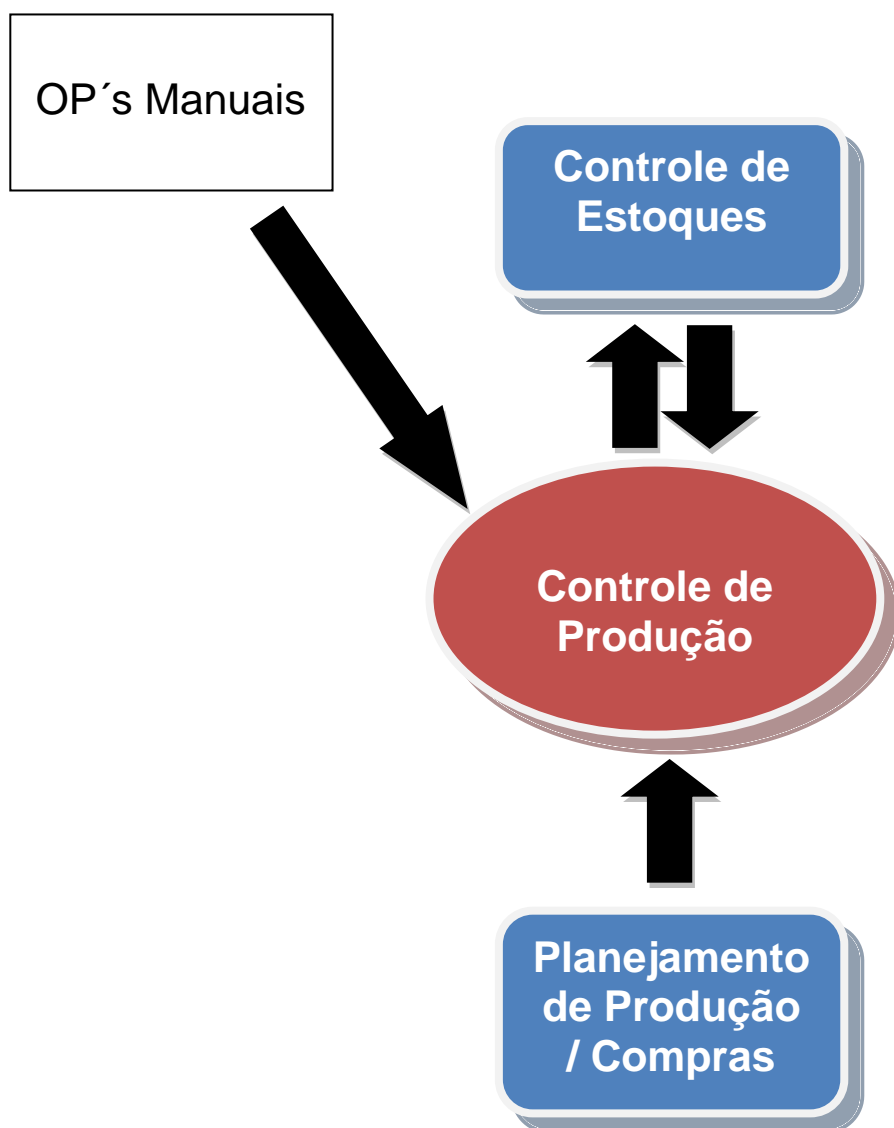 OP´s Manuais
Controle de
Estoques
Controle de
Produção
Planejamento
de Produção
/ Compras